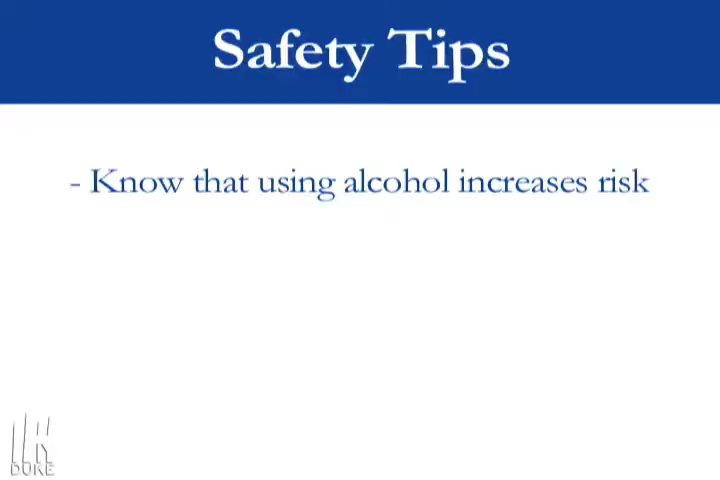 Safety Tips
- Know that using alcohol increases risk
DUKE